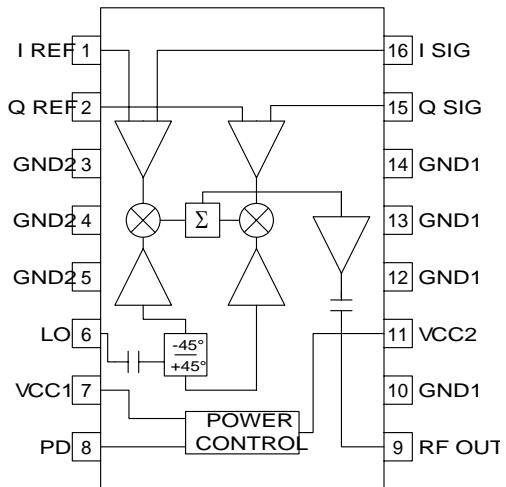 I REF 1
16 I SIG
Q REF 2
15 Q SIG
GND2 3
14 GND1
GND2 4
Σ
13 GND1
GND2 5
12 GND1
LO 6
-45°
+45°
11 VCC2
VCC1 7
10 GND1
POWER
CONTROL
PD 8
9 RF OUT